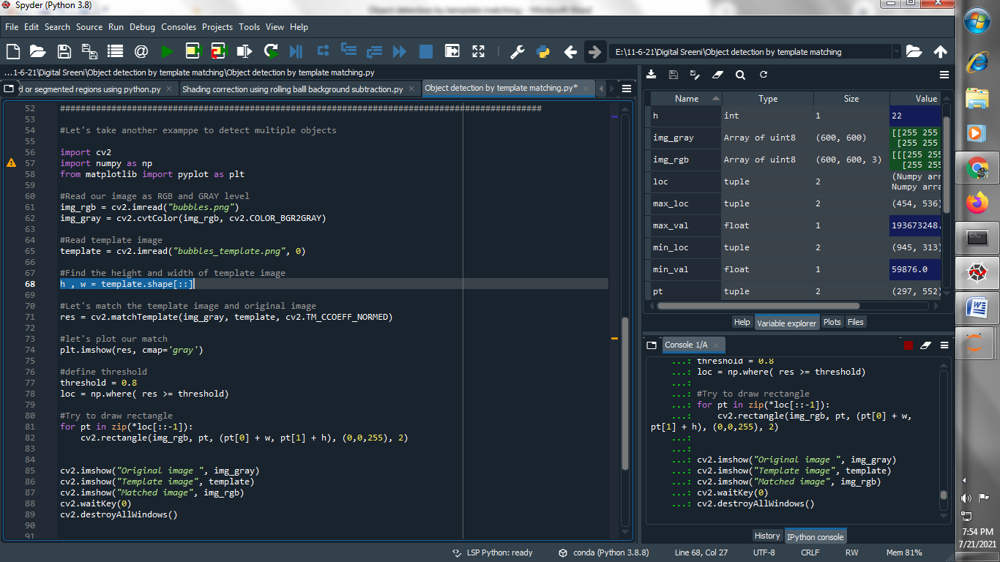 Spyder (Python 3.8)
Object detection by template matching - Microsoft Word
File Edit Search Source Run Debug Consoles Projects Tools View Help
E:\11-6-21\Digital Sreeni\Object detection by template matching
...1-6-21\Digital Sreeni\Object detection by template matching\Object detection by template matching.py
d or segmented regions using python.py
Shading correction using rolling balll background subtraction.py
Object detection by template matching.py*
52 ##############################################################################################
53
54 #Let's take another examppe to detect multiple objects
55
56 import cv2
57 import numpy as np
58 from matplotlib import pyplot as plt
59
60 #Read our image as RGB and GRAY level
61 img_rgb = cv2.imread("bubbles.png")
62 img_gray = cv2.cvtColor(img_rgb, cv2.COLOR_BGR2GRAY)
63
64 #Read template image
65 template = cv2.imread("bubbles_template.png", 0)
66
67 #Find the height and width of template image
68 h , w = template.shape[::]
69
70 #Let's match the template image and original image
71 res = cv2.matchTemplate(img_gray, template, cv2.TM_CCOEFF_NORMED)
72
73 #let's plot our match
74 plt.imshow(res, cmap='gray')
75
76 #define threshold
77 threshold = 0.8
78 loc = np.where( res >= threshold)
79
80 #Try to draw rectangle
81 for pt in zip(*loc[::-1]):
82     cv2.rectangle(img_rgb, pt, (pt[0] + w, pt[1] + h), (0,0,255), 2)
83
84
85 cv2.imshow("Original image ", img_gray)
86 cv2.imshow("Template image", template)
87 cv2.imshow("Matched image", img_rgb)
88 cv2.waitKey(0)
89 cv2.destroyAllWindows()
90
91
Name Type Size Value
h int 1 22
img_gray Array of uint8 (600, 600) [[255 255
[255 255
img_rgb Array of uint8 (600, 600, 3) [[[255 255
[255 255
loc tuple 2 (Numpy arr
Numpy arra
max_loc tuple 2 (454, 536)
max_val float 1 193673248.
min_loc tuple 2 (945, 313)
min_val float 1 59876.0
pt tuple 2 (297, 552)
Help Variable explorer Plots Files
Console 1/A
...: threshold = 0.8
...: loc = np.where( res >= threshold)
...:
...: #Try to draw rectangle
...: for pt in zip(*loc[::-1]):
...:     cv2.rectangle(img_rgb, pt, (pt[0] + w,
pt[1] + h), (0,0,255), 2)
...:
...:
...: cv2.imshow("Original image ", img_gray)
...: cv2.imshow("Template image", template)
...: cv2.imshow("Matched image", img_rgb)
...: cv2.waitKey(0)
...: cv2.destroyAllWindows()
History IPython console
LSP Python: ready conda (Python 3.8.8) Line 68, Col 27 UTF-8 CRLF RW Mem 81%
7:54 PM
7/21/2021